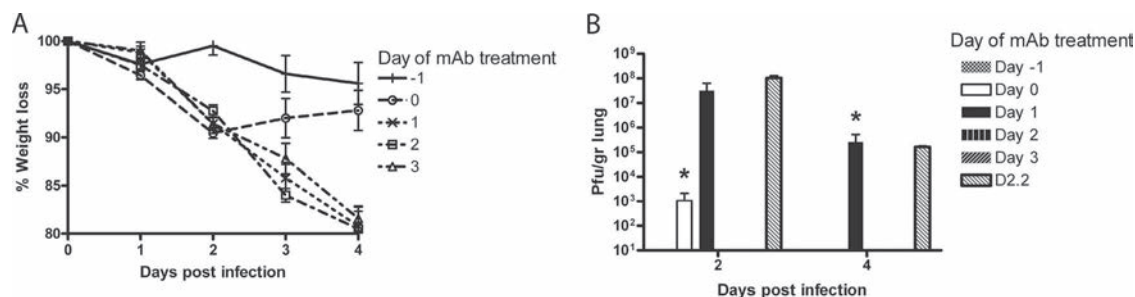 A
% Weight loss
100
95
90
85
80
0 1 2 3 4
Days post infection
Day of mAb treatment
-1
0
1
2
3
B
Pfu/gr lung
10⁹
10⁸
10⁷
10⁶
10⁵
10⁴
10³
10²
10¹
* *
2 4
Days post infection
Day of mAb treatment
Day -1
Day 0
Day 1
Day 2
Day 3
D2.2